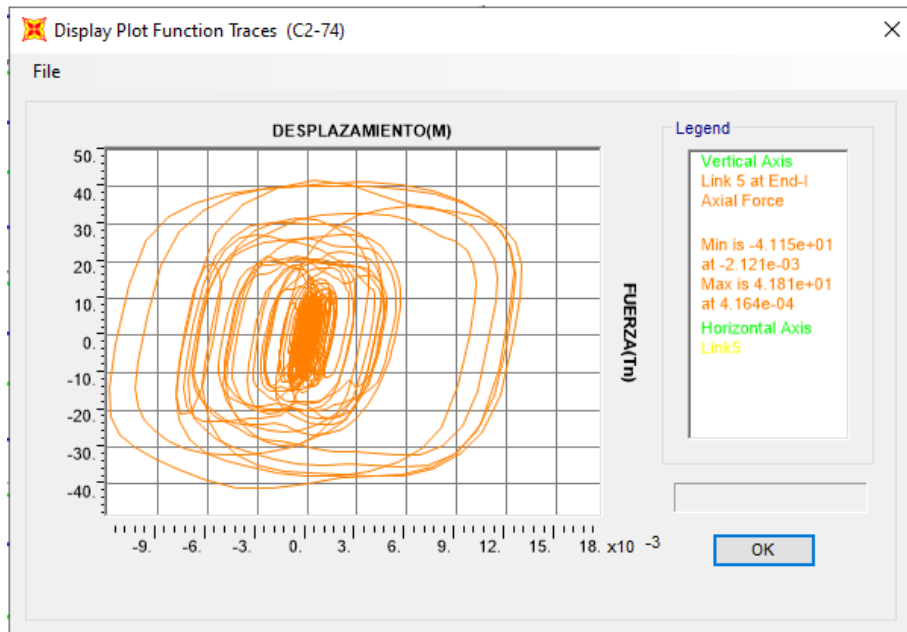 Display Plot Function Traces (C2-74)
File
DESPLAZAMIENTO(M)
50.
40.
30.
20.
10.
0.
-10.
-20.
-30.
-40.
-9. -6. -3. 0. 3. 6. 9. 12. 15. 18. x10 -3
FUERZA(Tn)
Legend
Vertical Axis
Link 5 at End-I
Axial Force
Min is -4.115e+01
at -2.121e-03
Max is 4.181e+01
at 4.164e-04
Horizontal Axis
Link5
OK